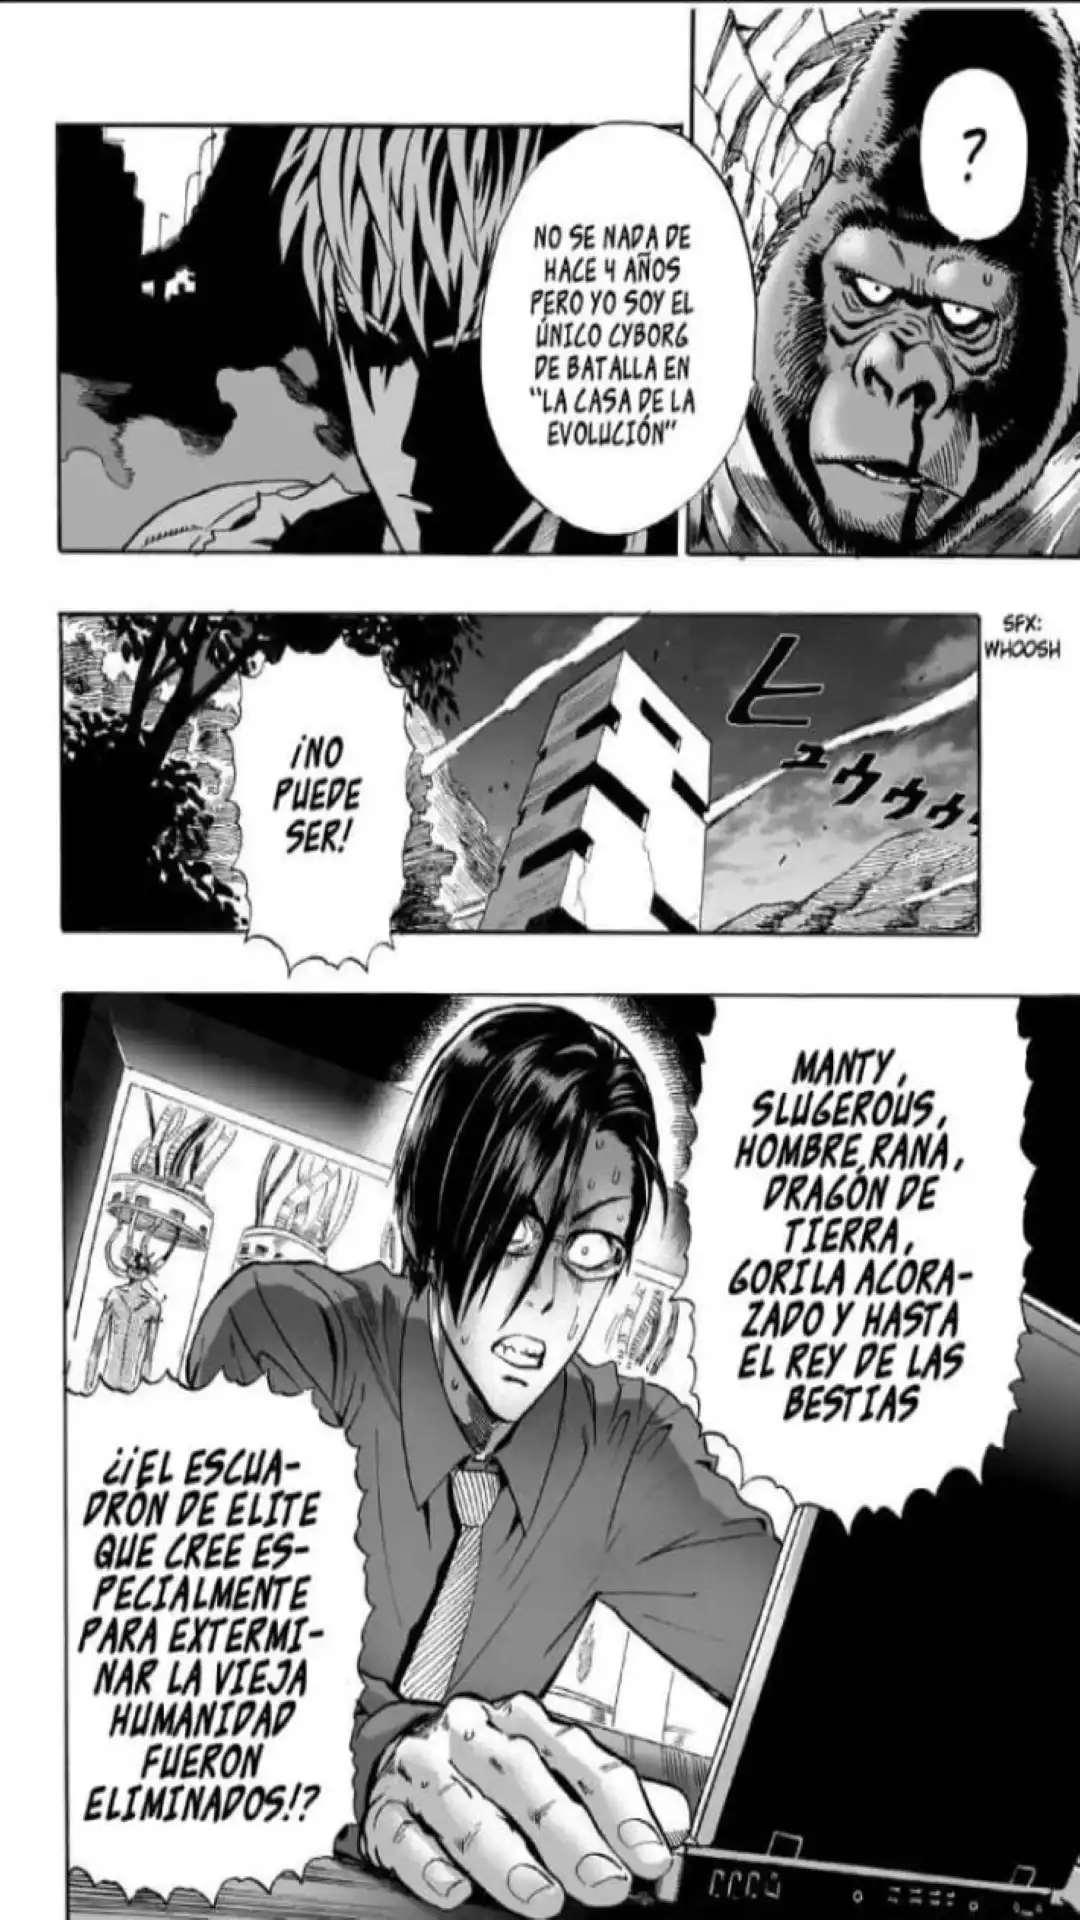 ?
NO SE NADA DE
HACE 4 AÑOS
PERO YO SOY EL
ÚNICO CYBORG
DE BATALLA EN
"LA CASA DE LA
EVOLUCIÓN"
SFX:
WHOOSH
ヒュウウウウ
¡NO
PUEDE
SER!
MANTY,
SLUGEROUS,
HOMBRE RANA,
DRAGÓN DE
TIERRA,
GORILA ACORA-
ZADO Y HASTA
EL REY DE LAS
BESTIAS
¿¡¡EL ESCUA-
DRÓN DE ELITE
QUE CREE ES-
PECIALMENTE
PARA EXTERMI-
NAR LA VIEJA
HUMANIDAD
FUERON
ELIMINADOS!?